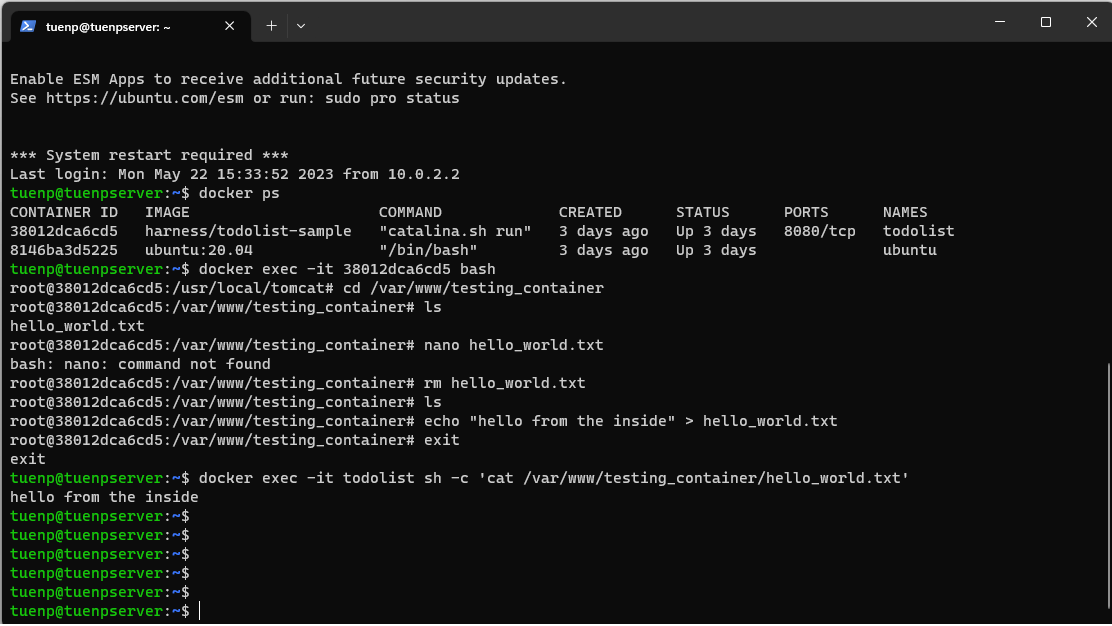 tuenp@tuenpserver: ~
Enable ESM Apps to receive additional future security updates.
See https://ubuntu.com/esm or run: sudo pro status
*** System restart required ***
Last login: Mon May 22 15:33:52 2023 from 10.0.2.2
tuenp@tuenpserver:~$ docker ps
CONTAINER ID   IMAGE                     COMMAND             CREATED      STATUS      PORTS      NAMES
38012dca6cd5   harness/todolist-sample   "catalina.sh run"   3 days ago   Up 3 days   8080/tcp   todolist
8146ba3d5225   ubuntu:20.04              "/bin/bash"         3 days ago   Up 3 days              ubuntu
tuenp@tuenpserver:~$ docker exec -it 38012dca6cd5 bash
root@38012dca6cd5:/usr/local/tomcat# cd /var/www/testing_container
root@38012dca6cd5:/var/www/testing_container# ls
hello_world.txt
root@38012dca6cd5:/var/www/testing_container# nano hello_world.txt
bash: nano: command not found
root@38012dca6cd5:/var/www/testing_container# rm hello_world.txt
root@38012dca6cd5:/var/www/testing_container# ls
root@38012dca6cd5:/var/www/testing_container# echo "hello from the inside" > hello_world.txt
root@38012dca6cd5:/var/www/testing_container# exit
exit
tuenp@tuenpserver:~$ docker exec -it todolist sh -c 'cat /var/www/testing_container/hello_world.txt'
hello from the inside
tuenp@tuenpserver:~$
tuenp@tuenpserver:~$
tuenp@tuenpserver:~$
tuenp@tuenpserver:~$
tuenp@tuenpserver:~$
tuenp@tuenpserver:~$